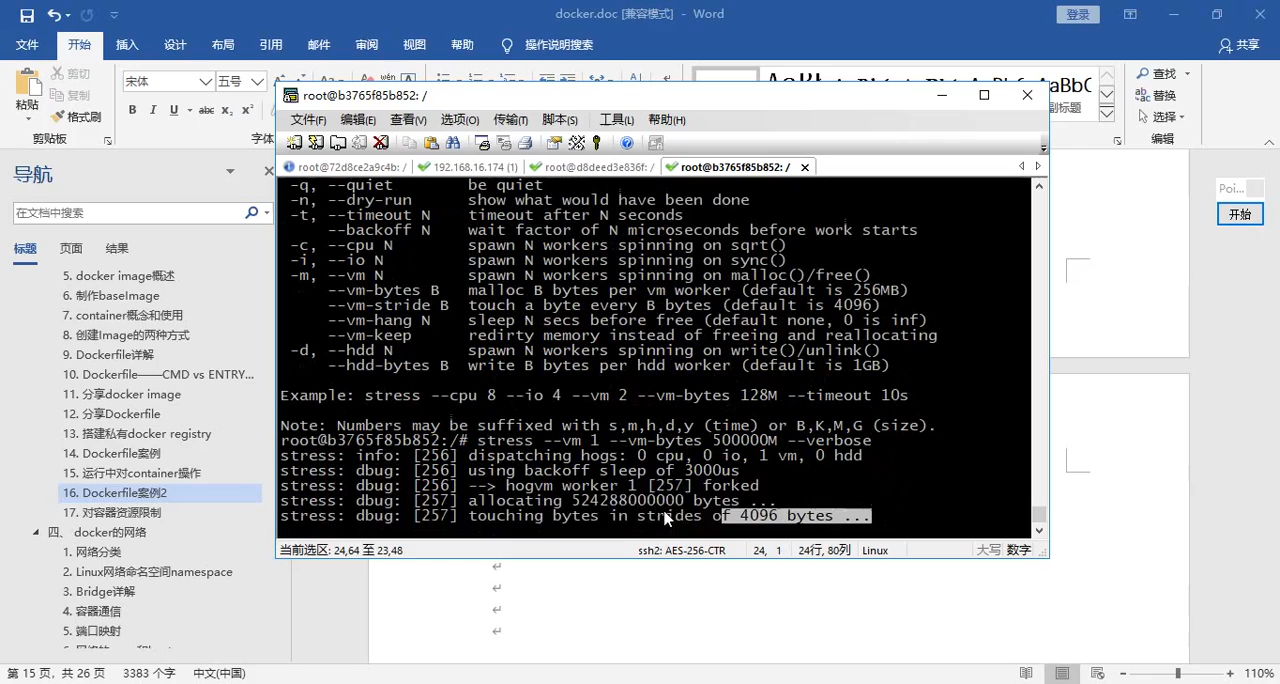 docker.doc [兼容模式] - Word
登录
文件
开始
插入
设计
布局
引用
邮件
审阅
视图
帮助
操作说明搜索
共享
粘贴
剪切
复制
格式刷
剪贴板
宋体
五号
B I U abc x₂ x²
字体
副标题
查找
替换
选择
编辑
导航
在文档中搜索
标题 页面 结果
5. docker image概述
6. 制作baseImage
7. container概念和使用
8. 创建Image的两种方式
9. Dockerfile详解
10. Dockerfile——CMD vs ENTRY...
11. 分享docker image
12. 分享Dockerfile
13. 搭建私有docker registry
14. Dockerfile案例
15. 运行中对container操作
16. Dockerfile案例2
17. 对容器资源限制
四、 docker的网络
1. 网络分类
2. Linux网络命名空间namespace
3. Bridge详解
4. 容器通信
5. 端口映射
root@b3765f85b852: /
文件(F) 编辑(E) 查看(V) 选项(O) 传输(T) 脚本(S) 工具(L) 帮助(H)
root@72d8ce2a9c4b: /
192.168.16.174 (1)
root@d8deed3e836f: /
root@b3765f85b852: /
-q, --quiet be quiet
-n, --dry-run show what would have been done
-t, --timeout N timeout after N seconds
--backoff N wait factor of N microseconds before work starts
-c, --cpu N spawn N workers spinning on sqrt()
-i, --io N spawn N workers spinning on sync()
-m, --vm N spawn N workers spinning on malloc()/free()
--vm-bytes B malloc B bytes per vm worker (default is 256MB)
--vm-stride B touch a byte every B bytes (default is 4096)
--vm-hang N sleep N secs before free (default none, 0 is inf)
--vm-keep redirty memory instead of freeing and reallocating
-d, --hdd N spawn N workers spinning on write()/unlink()
--hdd-bytes B write B bytes per hdd worker (default is 1GB)
Example: stress --cpu 8 --io 4 --vm 2 --vm-bytes 128M --timeout 10s
Note: Numbers may be suffixed with s,m,h,d,y (time) or B,K,M,G (size).
root@b3765f85b852:/# stress --vm 1 --vm-bytes 500000M --verbose
stress: info: [256] dispatching hogs: 0 cpu, 0 io, 1 vm, 0 hdd
stress: dbug: [256] using backoff sleep of 3000us
stress: dbug: [256] --> hogvm worker 1 [257] forked
stress: dbug: [257] allocating 524288000000 bytes ...
stress: dbug: [257] touching bytes in strides of 4096 bytes ...
当前选区: 24,64 至 23,48
ssh2: AES-256-CTR
24, 1
24行, 80列
Linux
大写 数字
Poi...
开始
第 15 页，共 26 页
3383 个字
中文(中国)
110%